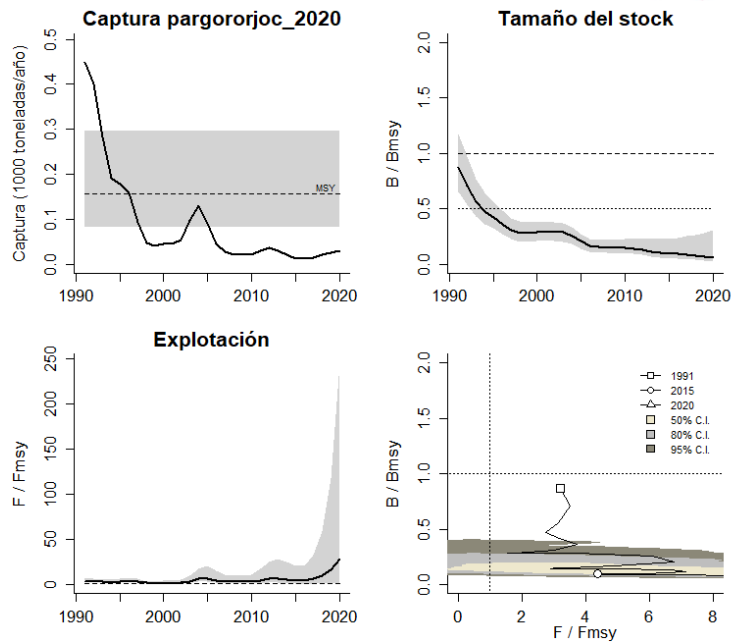 Captura pargororjoc_2020
Captura (1000 toneladas/año)
0.5
0.4
0.3
0.2
0.1
0.0
MSY
1990 2000 2010 2020
Tamaño del stock
B / Bmsy
2.0
1.5
1.0
0.5
0.0
1990 2000 2010 2020
Explotación
F / Fmsy
250
200
150
100
50
0
1990 2000 2010 2020
B / Bmsy
2.0
1.5
1.0
0.5
0.0
1991
2015
2020
50% C.I.
80% C.I.
95% C.I.
0 2 4 6 8
F / Fmsy